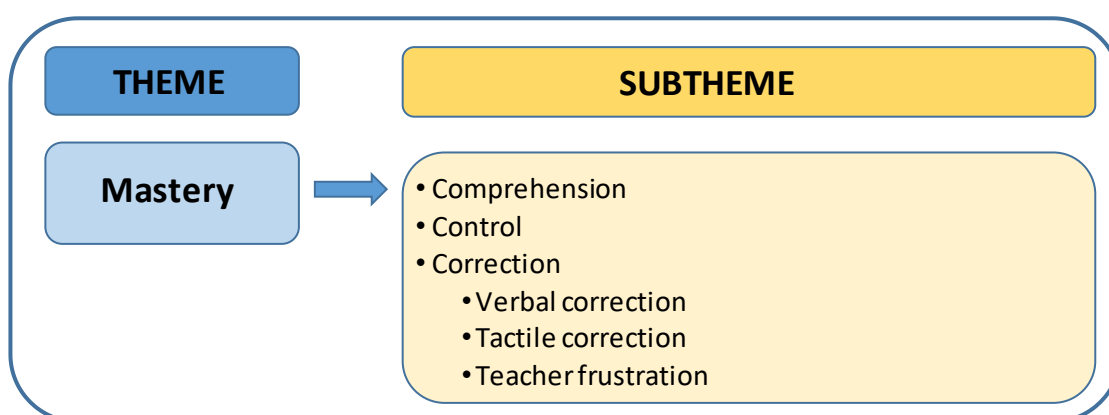 THEME
SUBTHEME
Mastery
• Comprehension
• Control
• Correction
• Verbal correction
• Tactile correction
• Teacher frustration